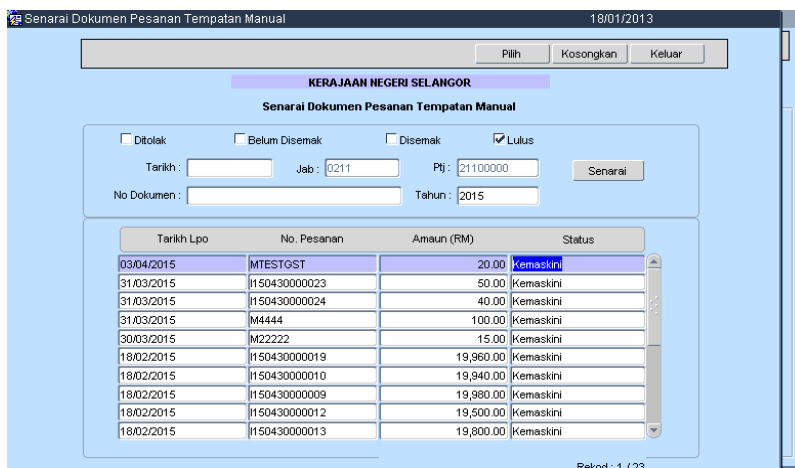 Senarai Dokumen Pesanan Tempatan Manual 18/01/2013
Pilih Kosongkan Keluar
KERAJAAN NEGERI SELANGOR
Senarai Dokumen Pesanan Tempatan Manual
Ditolak Belum Disemak Disemak Lulus
Tarikh : Jab : 0211 Ptj : 21100000 Senarai
No Dokumen : Tahun : 2015
Tarikh Lpo No. Pesanan Amaun (RM) Status
03/04/2015 MTESTGST 20.00 Kemaskini
31/03/2015 I150430000023 50.00 Kemaskini
31/03/2015 I150430000024 40.00 Kemaskini
31/03/2015 M4444 100.00 Kemaskini
30/03/2015 M22222 15.00 Kemaskini
18/02/2015 I150430000019 19,960.00 Kemaskini
18/02/2015 I150430000010 19,940.00 Kemaskini
18/02/2015 I150430000009 19,980.00 Kemaskini
18/02/2015 I150430000012 19,500.00 Kemaskini
18/02/2015 I150430000013 19,800.00 Kemaskini
Rekod : 1 / 23